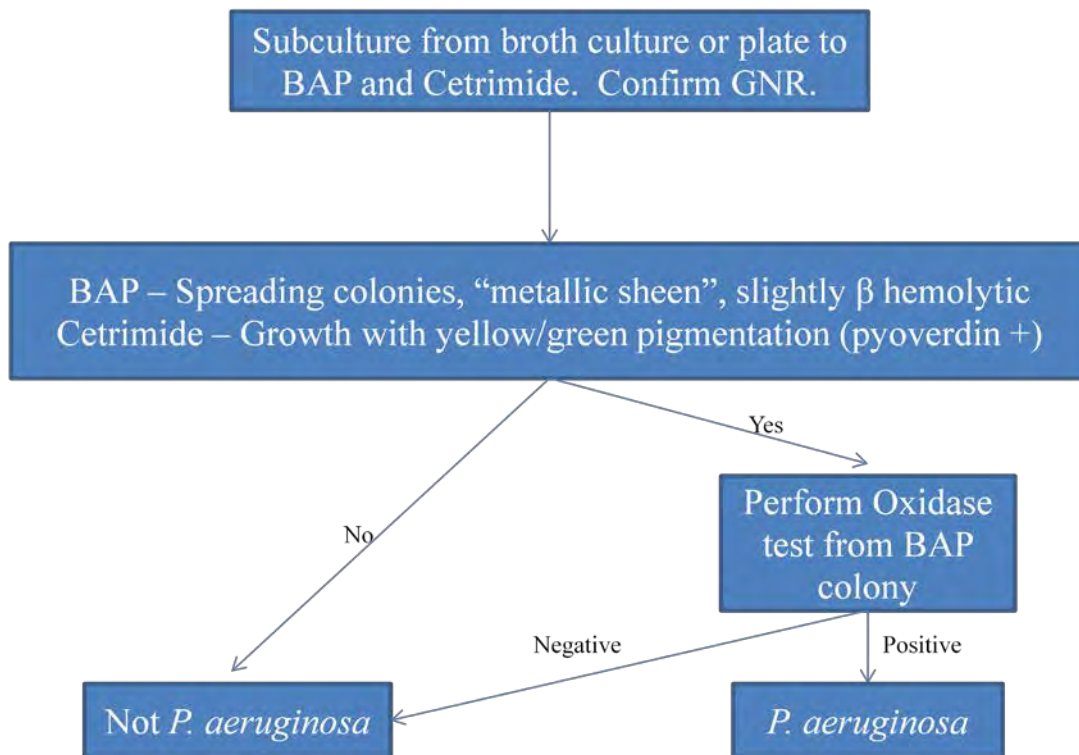 Subculture from broth culture or plate to
BAP and Cetrimide.  Confirm GNR.
BAP – Spreading colonies, “metallic sheen”, slightly β hemolytic
Cetrimide – Growth with yellow/green pigmentation (pyoverdin +)
Yes
No
Perform Oxidase
test from BAP
colony
Negative
Positive
Not P. aeruginosa
P. aeruginosa